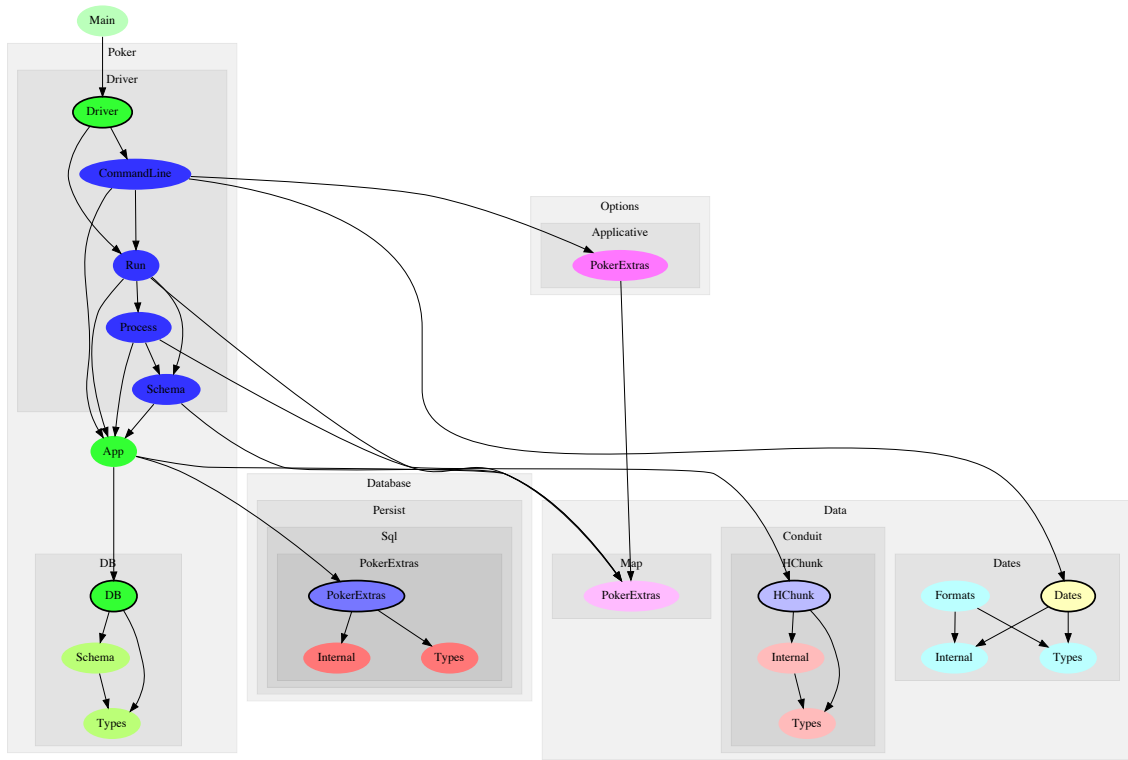 Main
Poker
Driver
Driver
CommandLine
Options
Applicative
Run
PokerExtras
Process
Schema
App
Database
Persist
Data
Sql
Conduit
DB
PokerExtras
Map
HChunk
Dates
DB
PokerExtras
PokerExtras
HChunk
Formats
Dates
Schema
Internal
Types
Internal
Internal
Types
Types
Types